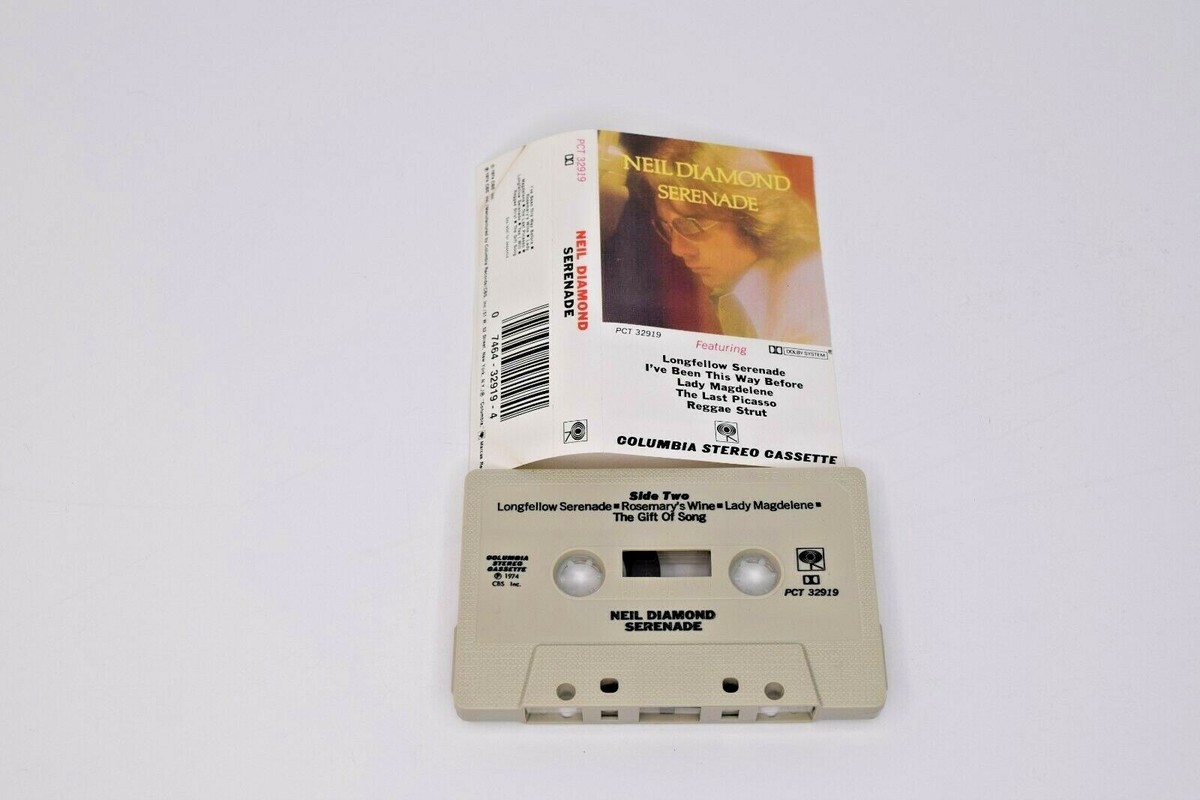 NEIL DIAMOND
SERENADE
PCT 32919
Featuring
DOLBY SYSTEM
Longfellow Serenade
I've Been This Way Before
Lady Magdelene
The Last Picasso
Reggae Strut
COLUMBIA STEREO CASSETTE
PCT 32919
NEIL DIAMOND
SERENADE
0 7464-32919-4
Side Two
Longfellow Serenade ■ Rosemary's Wine ■ Lady Magdelene ■
The Gift Of Song
COLUMBIA
STEREO
CASSETTE
℗ 1974
CBS Inc.
PCT 32919
NEIL DIAMOND
SERENADE